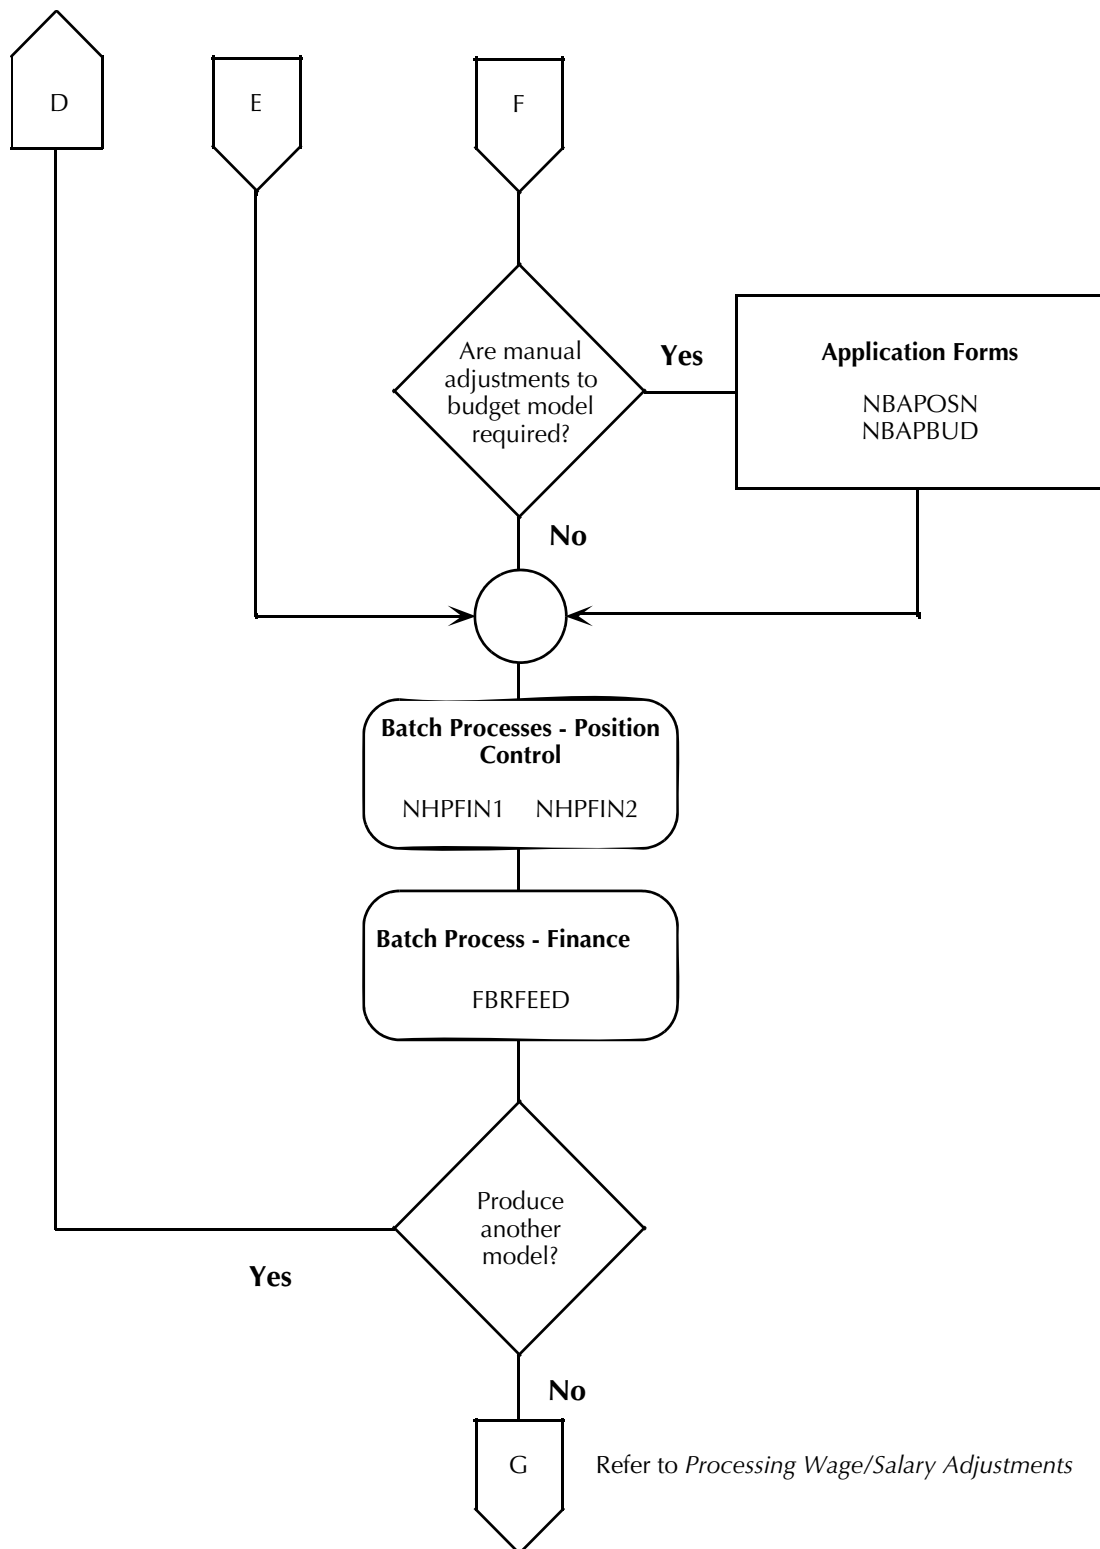 D
E
F
Are manual
adjustments to
budget model
required?
Yes
Application Forms
NBAPOSN
NBAPBUD
No
Batch Processes - Position
Control
NHPFIN1 NHPFIN2
Batch Process - Finance
FBRFEED
Produce
another
model?
Yes
No
G
Refer to Processing Wage/Salary Adjustments